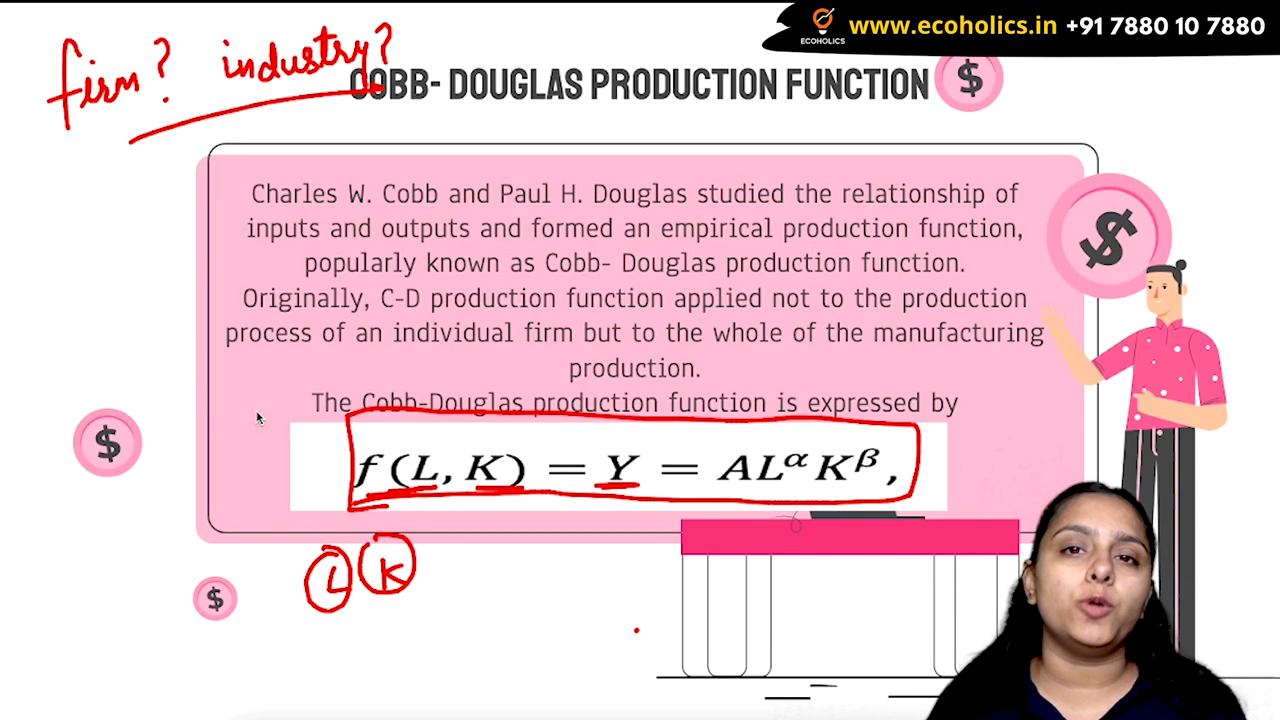 ECOHOLICS
www.ecoholics.in +91 7880 10 7880
firm? industry?
COBB- DOUGLAS PRODUCTION FUNCTION
$
Charles W. Cobb and Paul H. Douglas studied the relationship of
inputs and outputs and formed an empirical production function,
popularly known as Cobb- Douglas production function.
Originally, C-D production function applied not to the production
process of an individual firm but to the whole of the manufacturing
production.
The Cobb-Douglas production function is expressed by
$
$
f (L, K) = Y = AL^α K^β,
L K
$